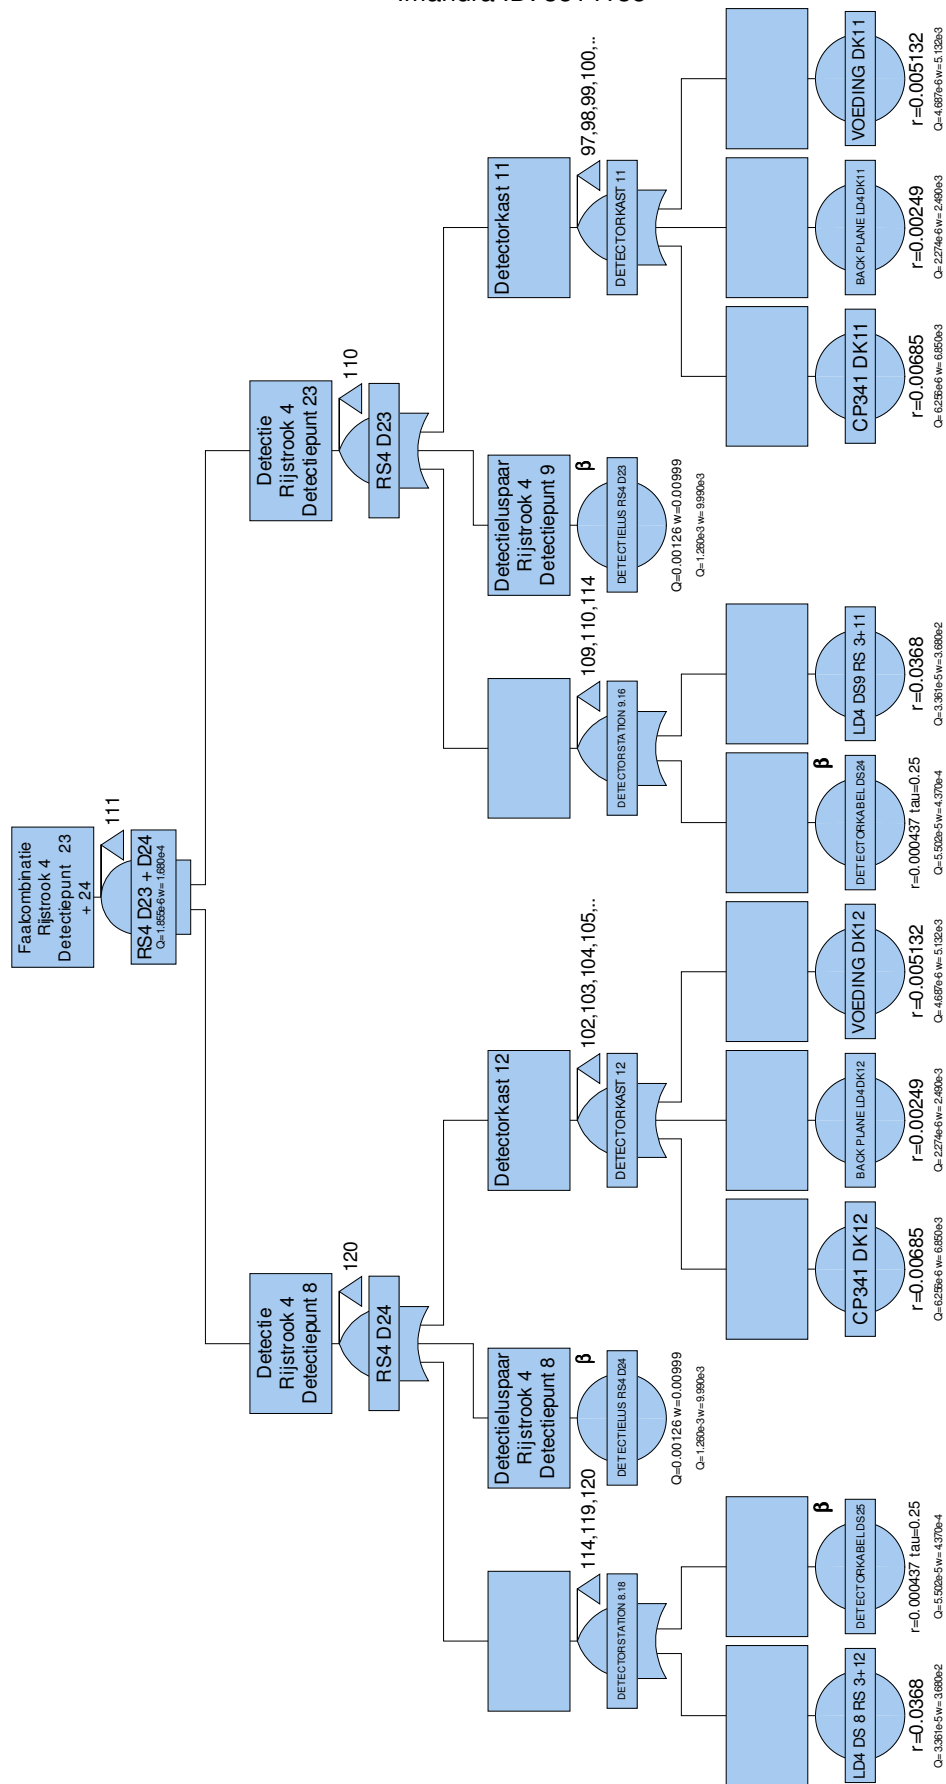 Faalcombinatie
Rijstrook 4
Detectiepunt 23
+ 24
111
RS4 D23 + D24
Q=1.855e-6 w=1.680e-4
Detectie
Rijstrook 4
Detectiepunt 8
120
RS4 D24
Detectie
Rijstrook 4
Detectiepunt 23
110
RS4 D23
114,119,120
DETECTORSTATION 8.18
Detectieluspaar
Rijstrook 4
Detectiepunt 8
β
DETECTIELUS RS4 D24
Q=0.00126 w=0.00999
Q=1.260e-3 w=9.990e-3
Detectorkast 12
102,103,104,105,..
DETECTORKAST 12
109,110,114
DETECTORSTATION 9.16
Detectieluspaar
Rijstrook 4
Detectiepunt 9
β
DETECTIELUS RS4 D23
Q=0.00126 w=0.00999
Q=1.260e-3 w=9.990e-3
Detectorkast 11
97,98,99,100,..
DETECTORKAST 11
LD4 DS 8 RS 3+12
r=0.0368
Q=3.361e-5 w=3.680e-2
β
DETECTORKABEL DS25
r=0.000437 tau=0.25
Q=5.502e-5 w=4.370e-4
CP341 DK12
r=0.00685
Q=6.256e-6 w=6.850e-3
BACK PLANE LD4 DK12
r=0.00249
Q=2.274e-6 w=2.490e-3
VOEDING DK12
r=0.005132
Q=4.687e-6 w=5.132e-3
β
DETECTORKABEL DS24
r=0.000437 tau=0.25
Q=5.502e-5 w=4.370e-4
LD4 DS9 RS 3+11
r=0.0368
Q=3.361e-5 w=3.680e-2
CP341 DK11
r=0.00685
Q=6.256e-6 w=6.850e-3
BACK PLANE LD4 DK11
r=0.00249
Q=2.274e-6 w=2.490e-3
VOEDING DK11
r=0.005132
Q=4.687e-6 w=5.132e-3